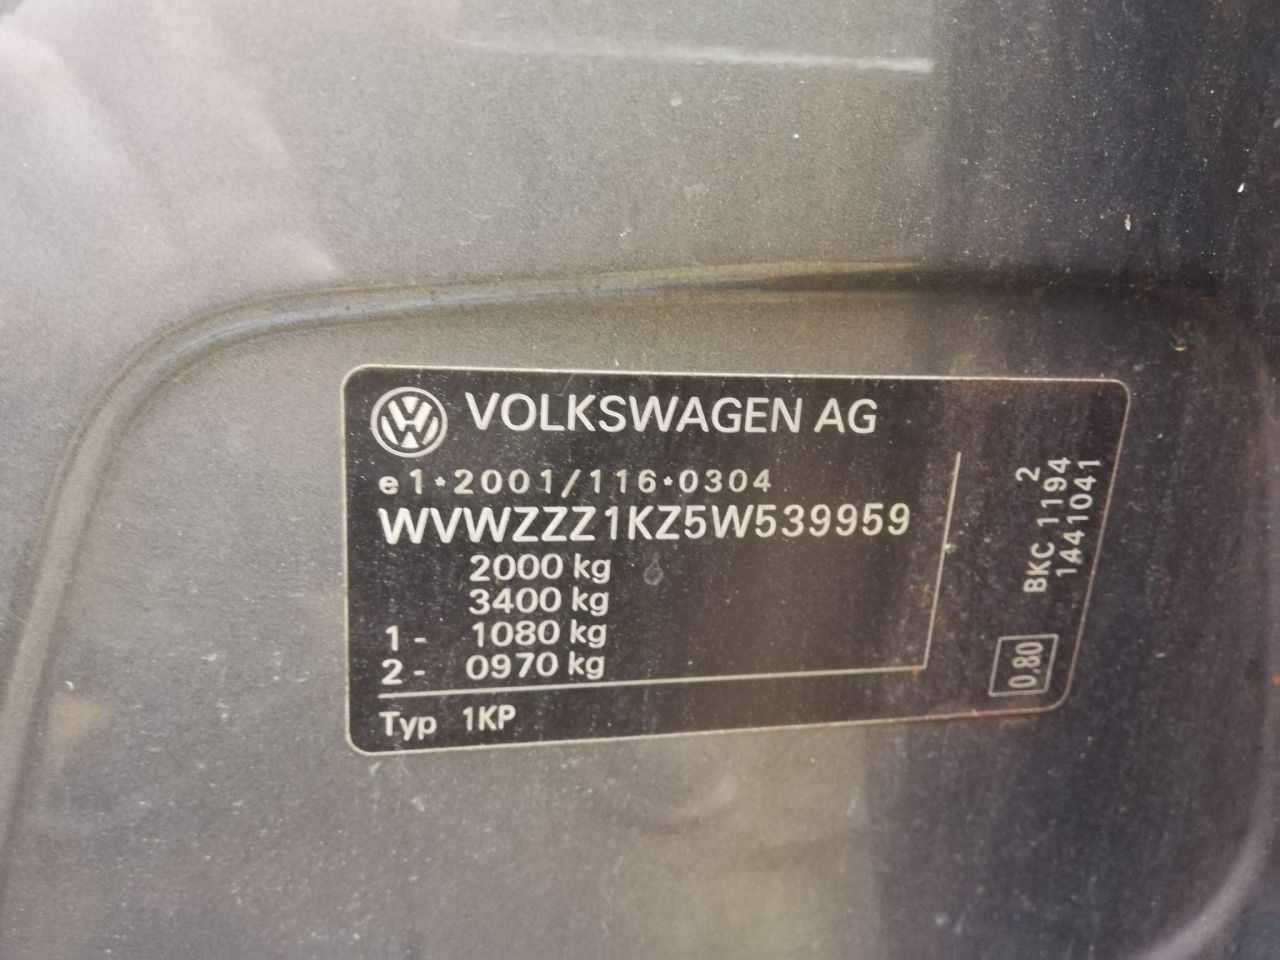 VOLKSWAGEN AG
e1*2001/116*0304
WVWZZZ1KZ5W539959
2000 kg
3400 kg
1- 1080 kg
2- 0970 kg
Typ 1KP
2
BKC 1194
1441041
0,80